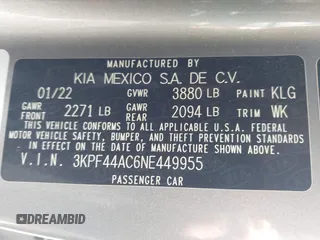 MANUFACTURED BY
KIA MEXICO S.A. DE C.V.
01/22 GVWR 3880 LB PAINT KLG
GAWR FRONT 2271 LB GAWR REAR 2094 LB TRIM WK
THIS VEHICLE CONFORMS TO ALL APPLICABLE FEDERAL MOTOR
VEHICLE SAFETY, BUMPER, AND THEFT PREVENTION STANDARDS
IN EFFECT ON THE DATE OF MANUFACTURE SHOWN ABOVE.
V.I.N. 3KPF44AC6NE449955
PASSENGER CAR
DREAMBID